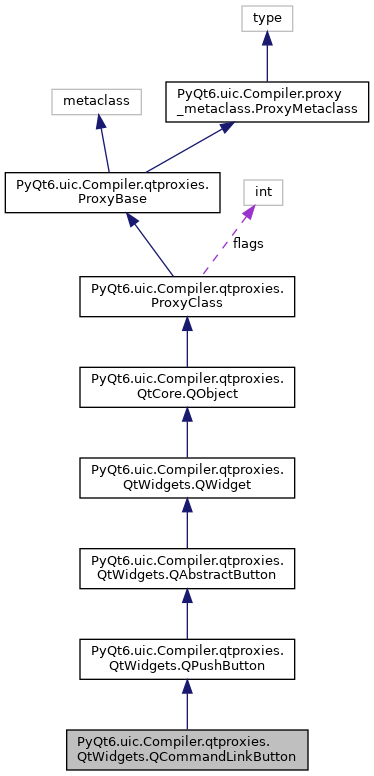 type
PyQt6.uic.Compiler.proxy
_metaclass.ProxyMetaclass
metaclass
PyQt6.uic.Compiler.qtproxies.
ProxyBase
int
flags
PyQt6.uic.Compiler.qtproxies.
ProxyClass
PyQt6.uic.Compiler.qtproxies.
QtCore.QObject
PyQt6.uic.Compiler.qtproxies.
QtWidgets.QWidget
PyQt6.uic.Compiler.qtproxies.
QtWidgets.QAbstractButton
PyQt6.uic.Compiler.qtproxies.
QtWidgets.QPushButton
PyQt6.uic.Compiler.qtproxies.
QtWidgets.QCommandLinkButton